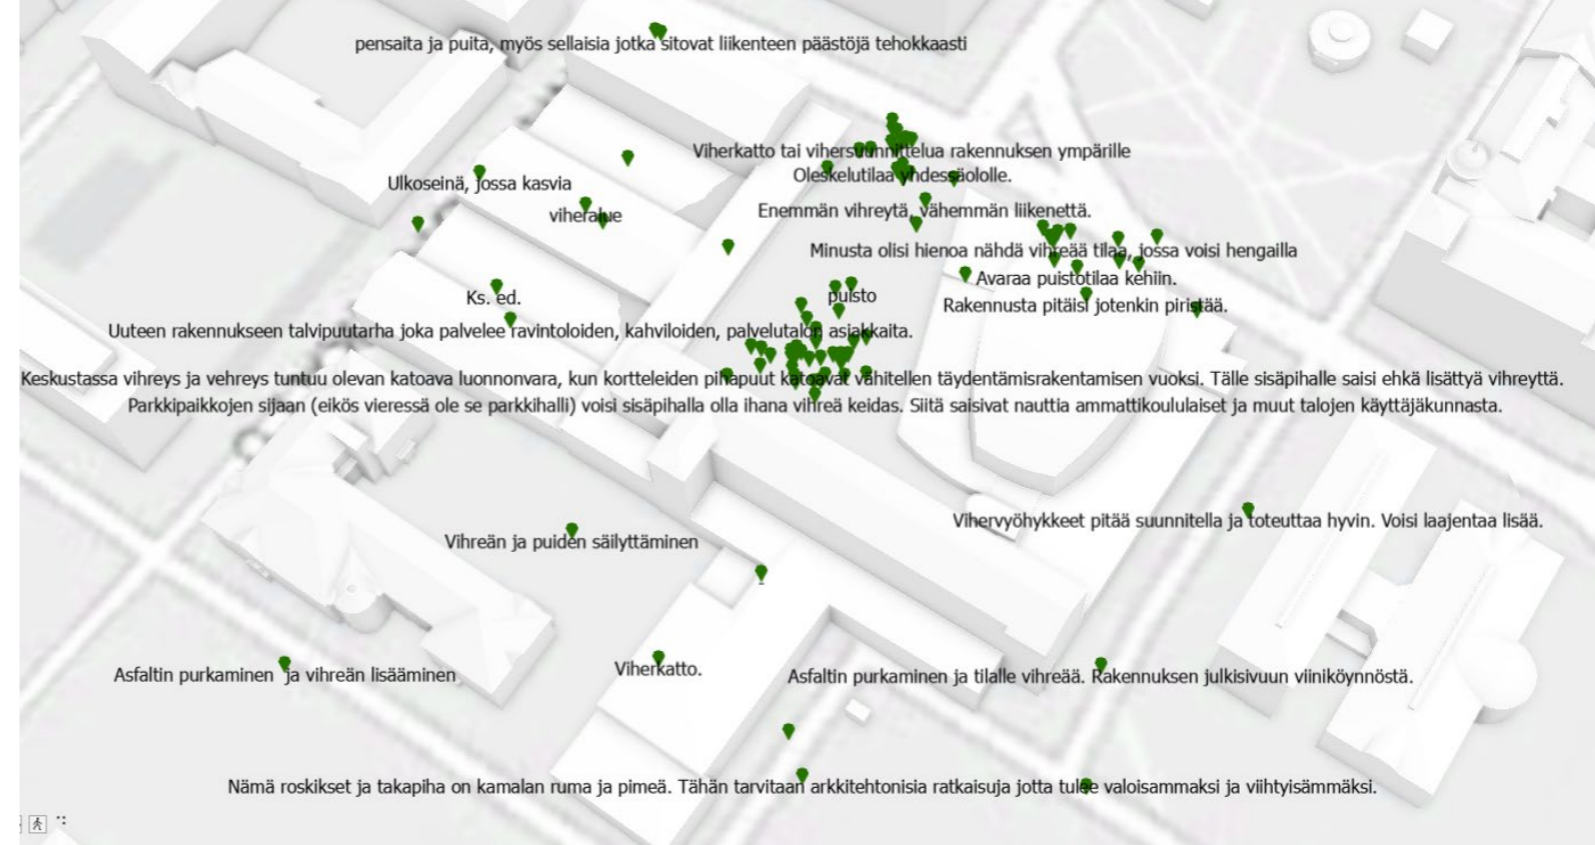 pensaita ja puita, myös sellaisia jotka sitovat liikenteen päästöjä tehokkaasti
Viherkatto tai vihersuunnittelua rakennuksen ympärille
Oleskelutilaa yhdessäololle.
Ulkoseinä, jossa kasvia
viheralue
Enemmän vihreytä, vähemmän liikenettä.
Minusta olisi hienoa nähdä vihreää tilaa, jossa voisi hengailla
Avaraa puistotilaa kehiin.
Ks. ed.
puisto
Rakennusta pitäisi jotenkin piristää.
Uuteen rakennukseen talvipuutarha joka palvelee ravintoloiden, kahviloiden, palvelutalon asiakkaita.
Keskustassa vihreys ja vehreys tuntuu olevan katoava luonnonvara, kun kortteleiden pihapuut katoavat vähitellen täydentämisrakentamisen vuoksi. Tälle sisäpihalle saisi ehkä lisättyä vihreyttä.
Parkkipaikkojen sijaan (eikös vieressä ole se parkkihalli) voisi sisäpihalla olla ihana vihreä keidas. Siitä saisivat nauttia ammattikoululaiset ja muut talojen käyttäjäkunnasta.
Vihervyöhykkeet pitää suunnitella ja toteuttaa hyvin. Voisi laajentaa lisää.
Vihreän ja puiden säilyttäminen
Asfaltin purkaminen ja vihreän lisääminen
Viherkatto.
Asfaltin purkaminen ja tilalle vihreää. Rakennuksen julkisivuun viiniköynnöstä.
Nämä roskikset ja takapiha on kamalan ruma ja pimeä. Tähän tarvitaan arkkitehtonisia ratkaisuja jotta tulee valoisammaksi ja viihtyisämmäksi.